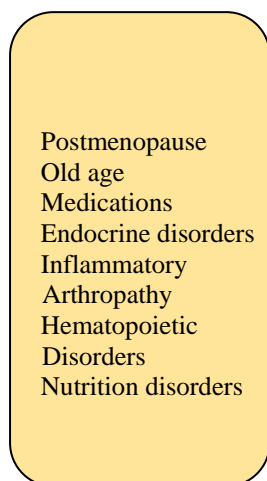 Postmenopause
Old age
Medications
Endocrine disorders
Inflammatory
Arthropathy
Hematopoietic
Disorders
Nutrition disorders